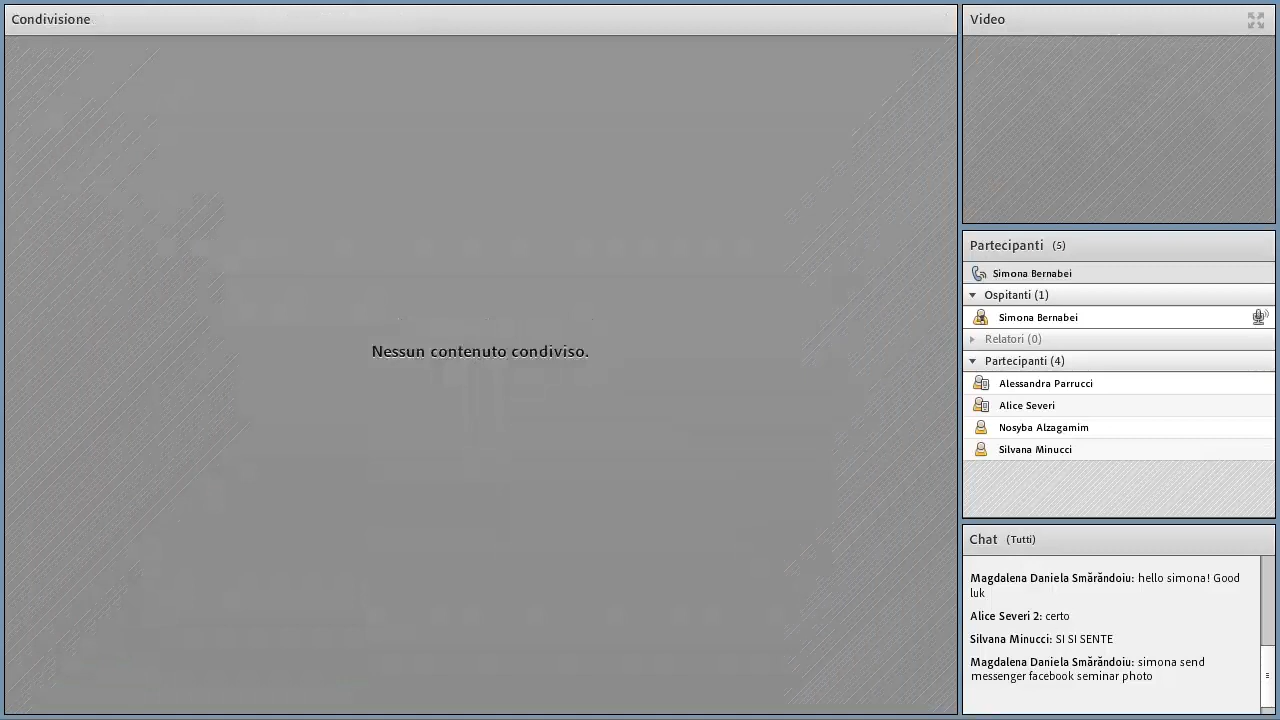 Condivisione
Nessun contenuto condiviso.
Video
Partecipanti (5)
Simona Bernabei
Ospitanti (1)
Simona Bernabei
Relatori (0)
Partecipanti (4)
Alessandra Parrucci
Alice Severi
Nosyba Alzagamim
Silvana Minucci
Chat (Tutti)
Magdalena Daniela Smărăndoiu: hello simona! Good
luk
Alice Severi 2: certo
Silvana Minucci: SI SI SENTE
Magdalena Daniela Smărăndoiu: simona send
messenger facebook seminar photo